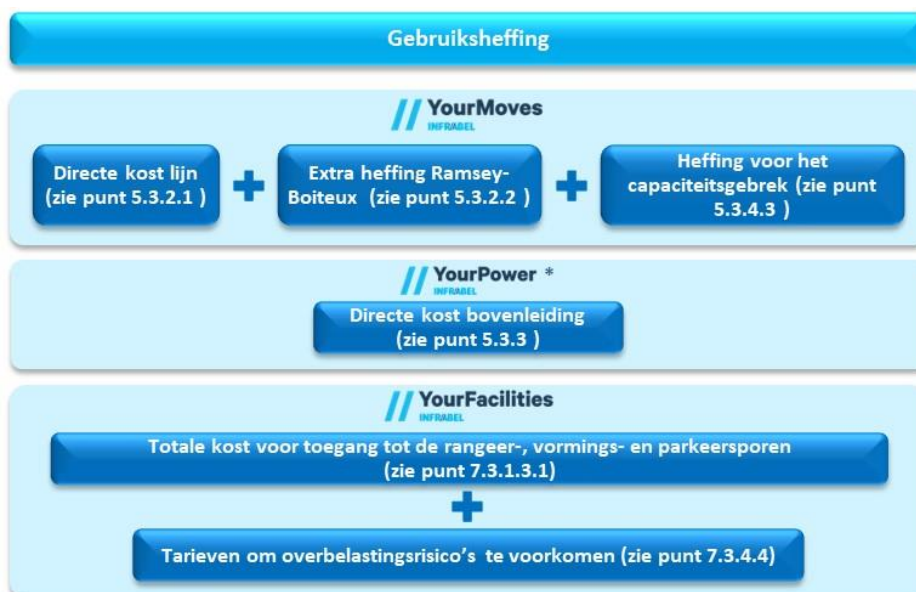 Gebruiksheffing
YourMoves
INFRABEL
Directe kost lijn
(zie punt 5.3.2.1 )
+
Extra heffing Ramsey-
Boiteux (zie punt 5.3.2.2 )
+
Heffing voor het
capaciteitsgebrek (zie punt
5.3.4.3 )
YourPower *
INFRABEL
Directe kost bovenleiding
(zie punt 5.3.3 )
YourFacilities
INFRABEL
Totale kost voor toegang tot de rangeer-, vormings- en parkeersporen
(zie punt 7.3.1.3.1)
+
Tarieven om overbelastingsrisico's te voorkomen (zie punt 7.3.4.4)